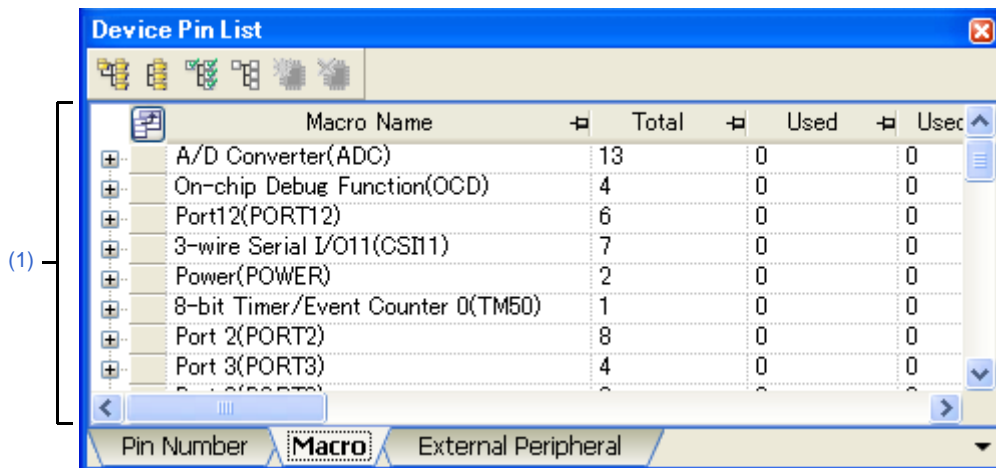 Device Pin List
Macro Name Total Used Used
A/D Converter(ADC) 13 0 0
On-chip Debug Function(OCD) 4 0 0
Port12(PORT12) 6 0 0
3-wire Serial I/O11(CSI11) 7 0 0
(1)
Power(POWER) 2 0 0
8-bit Timer/Event Counter 0(TM50) 1 0 0
Port 2(PORT2) 8 0 0
Port 3(PORT3) 4 0 0
Pin Number Macro External Peripheral